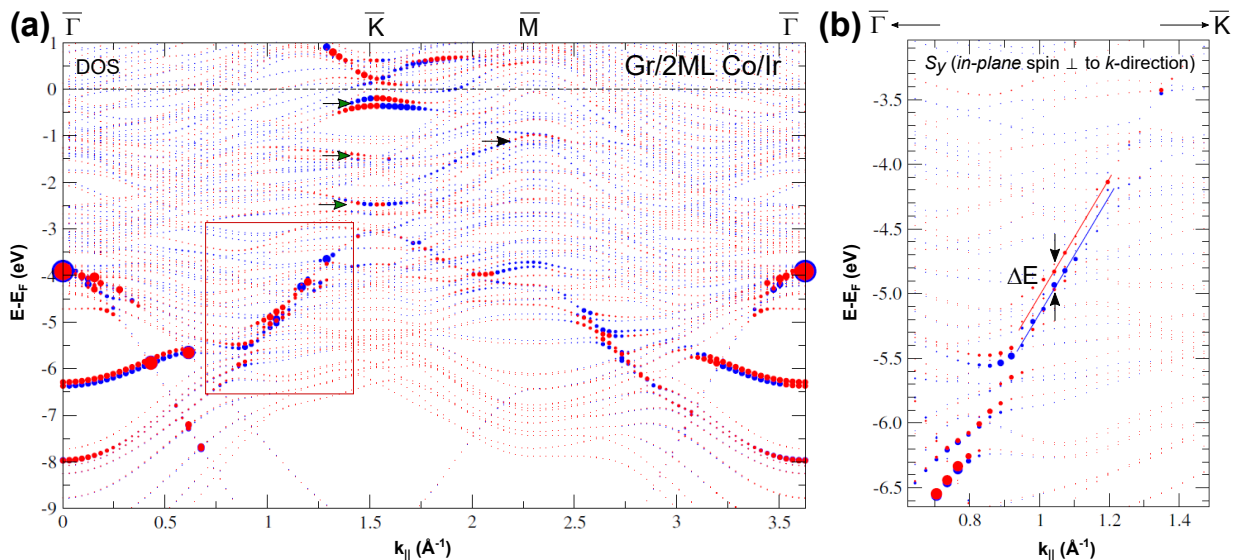 (a)
Γ K M Γ
DOS
Gr/2ML Co/Ir
E-E_F (eV)
1
0
-1
-2
-3
-4
-5
-6
-7
-8
-9
0 0.5 1 1.5 2 2.5 3 3.5
k_|| (Å⁻¹)
(b)
Γ K
S_y (in-plane spin ⊥ to k-direction)
E-E_F (eV)
-3.5
-4.0
-4.5
-5.0
-5.5
-6.0
-6.5
ΔE
0.8 1 1.2 1.4
k_|| (Å⁻¹)